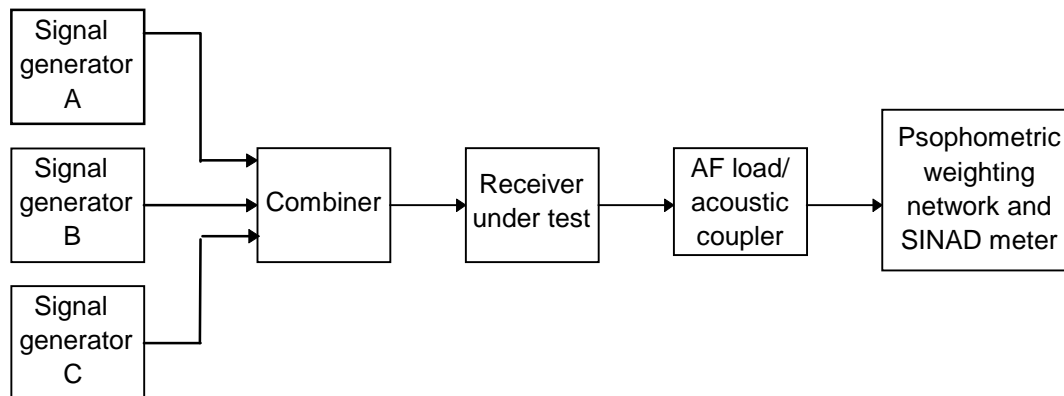 Signal
generator
A
Signal
generator
B
Signal
generator
C
Combiner
Receiver
under test
AF load/
acoustic
coupler
Psophometric
weighting
network and
SINAD meter